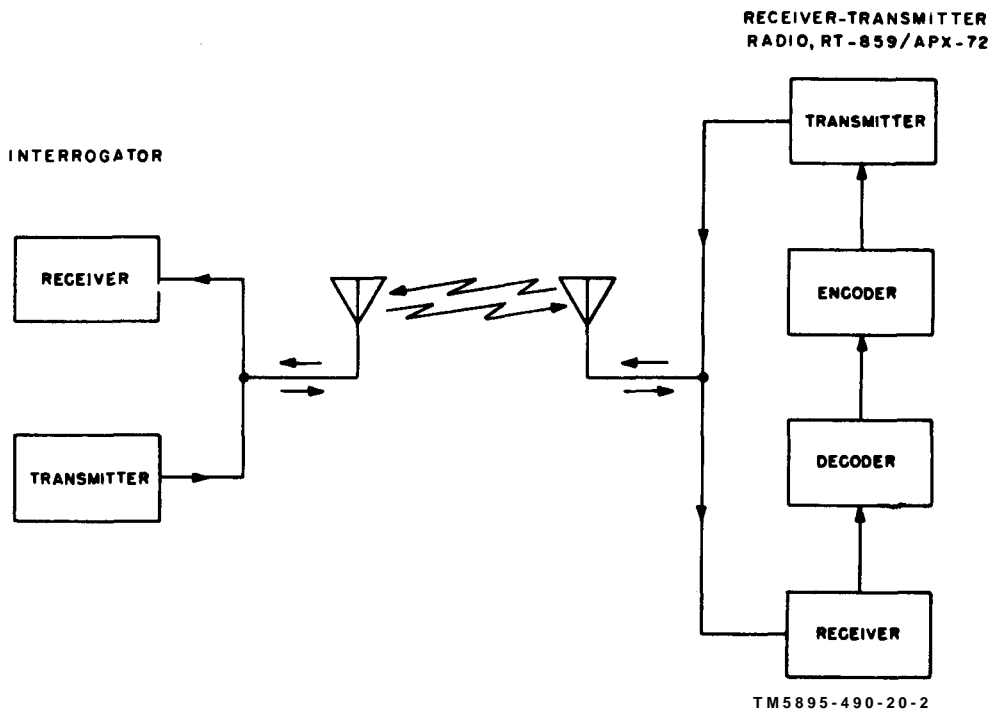 RECEIVER-TRANSMITTER
RADIO, RT-859/APX-72
INTERROGATOR
TRANSMITTER
RECEIVER
ENCODER
TRANSMITTER
DECODER
RECEIVER
TM5895-490-20-2